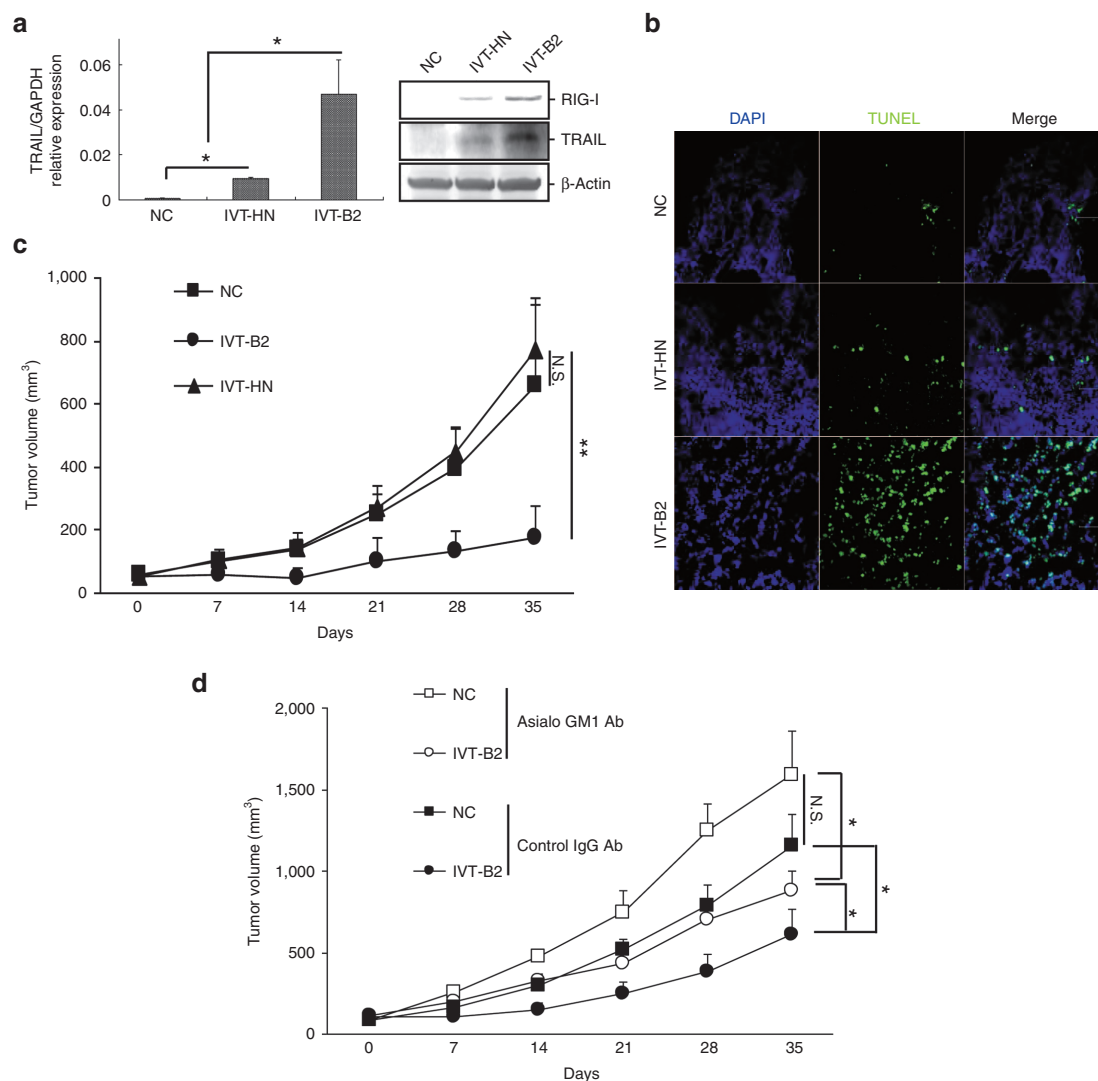 a
TRAIL/GAPDH
relative expression
0.06
0.04
0.02
0
*
*
NC
IVT-HN
IVT-B2
NC
IVT-HN
IVT-B2
RIG-I
TRAIL
β-Actin
b
DAPI
TUNEL
Merge
NC
IVT-HN
IVT-B2
c
Tumor volume (mm³)
1,000
800
600
400
200
0
NC
IVT-B2
IVT-HN
N.S.
**
0 7 14 21 28 35
Days
d
Tumor volume (mm³)
2,000
1,500
1,000
500
0
NC
IVT-B2
Asialo GM1 Ab
NC
IVT-B2
Control IgG Ab
N.S.
*
*
*
0 7 14 21 28 35
Days